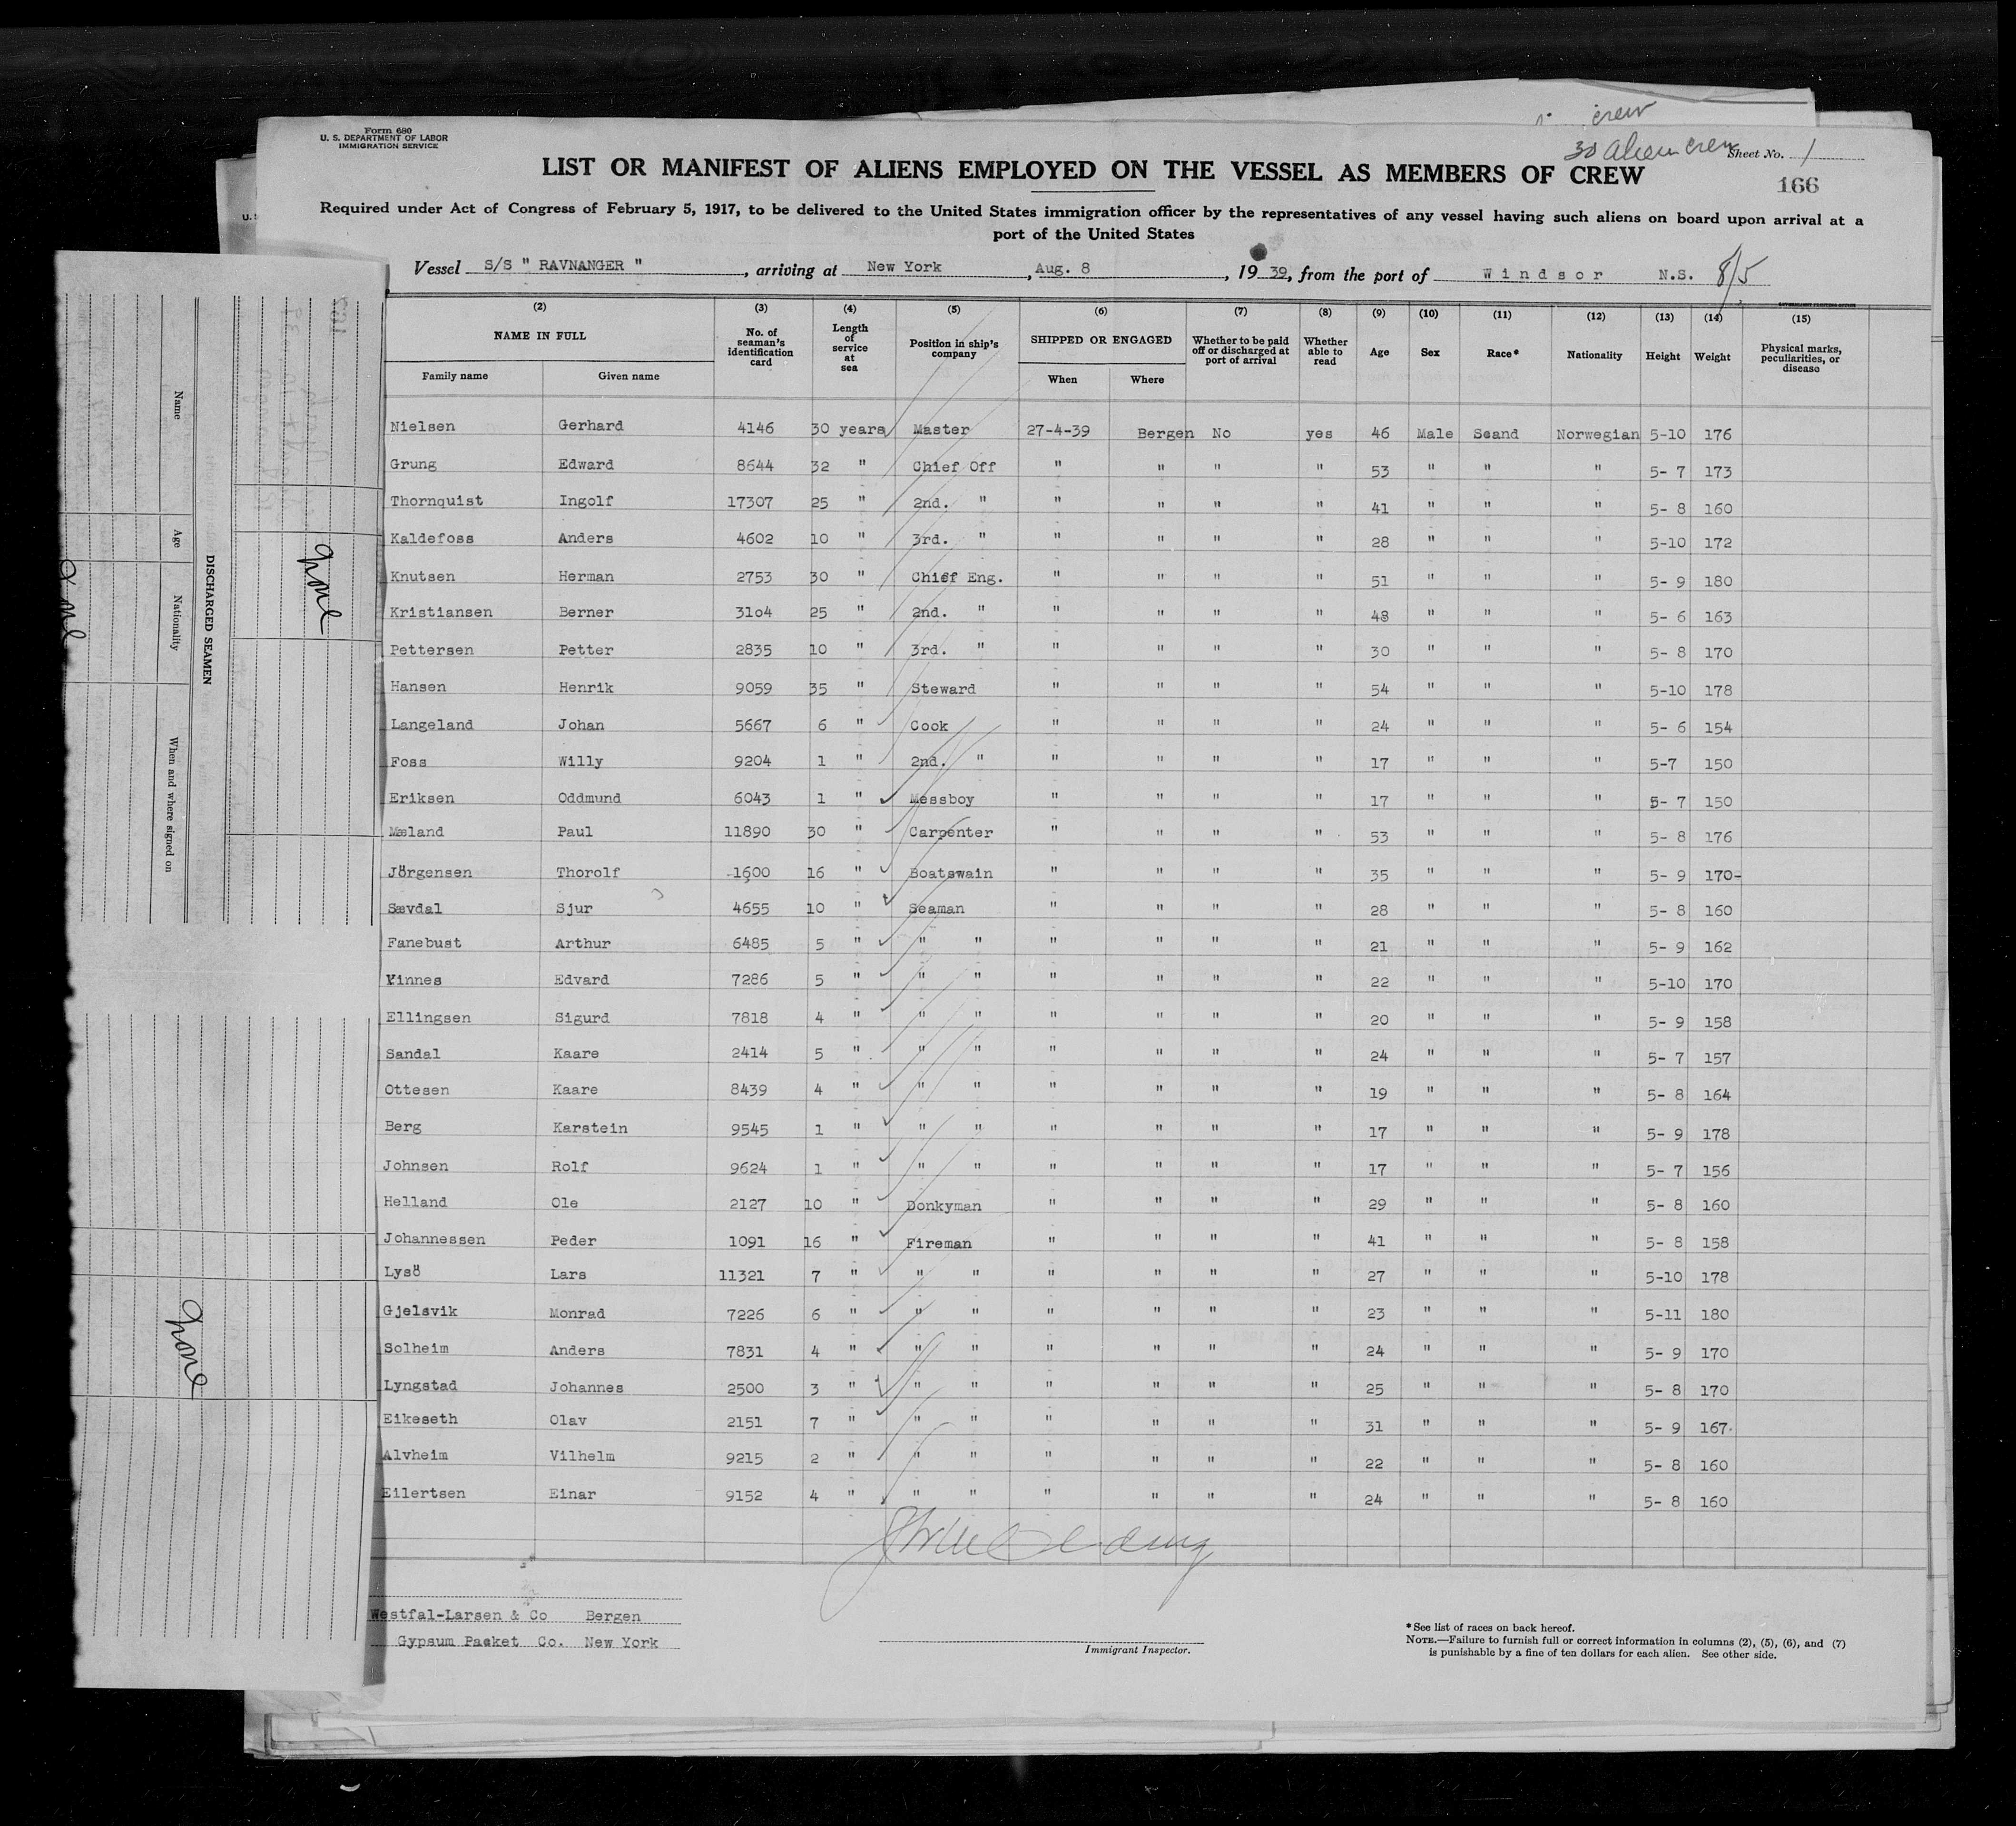 crew
30 alien crew
Form 680
U. S. DEPARTMENT OF LABOR
IMMIGRATION SERVICE
Sheet No. 1
LIST OR MANIFEST OF ALIENS EMPLOYED ON THE VESSEL AS MEMBERS OF CREW
166
Required under Act of Congress of February 5, 1917, to be delivered to the United States immigration officer by the representatives of any vessel having such aliens on board upon arrival at a
port of the United States
Vessel S/S " RAVNANGER ", arriving at New York, Aug. 8, 1939, from the port of Windsor N.S. 8/5
(2) (3) (4) (5) (6) (7) (8) (9) (10) (11) (12) (13) (14) (15)
NAME IN FULL No. of seaman's identification card Length of service at sea Position in ship's company SHIPPED OR ENGAGED Whether to be paid off or discharged at port of arrival Whether able to read Age Sex Race* Nationality Height Weight Physical marks, peculiarities, or disease
Family name Given name When Where
Nielsen Gerhard 4146 30 years Master 27-4-39 Bergen No yes 46 Male Scand Norwegian 5-10 176
Grung Edward 8644 32 " Chief Off " " " " 53 " " " 5- 7 173
Thornquist Ingolf 17307 25 " 2nd. " " " " " 41 " " " 5- 8 160
Kaldefoss Anders 4602 10 " 3rd. " " " " " 28 " " " 5-10 172
Knutsen Herman 2753 30 " Chief Eng. " " " " 51 " " " 5- 9 180
Kristiansen Berner 3104 25 " 2nd. " " " " " 48 " " " 5- 6 163
Pettersen Petter 2835 10 " 3rd. " " " " " 30 " " " 5- 8 170
Hansen Henrik 9059 35 " Steward " " " " 54 " " " 5-10 178
Langeland Johan 5667 6 " Cook " " " " 24 " " " 5- 6 154
Foss Willy 9204 1 " 2nd. " " " " " 17 " " " 5-7 150
Eriksen Oddmund 6043 1 " Messboy " " " " 17 " " " 5- 7 150
Mæland Paul 11890 30 " Carpenter " " " " 53 " " " 5- 8 176
Jörgensen Thorolf 1600 16 " Boatswain " " " " 35 " " " 5- 9 170-
Sævdal Sjur 4655 10 " Seaman " " " " 28 " " " 5- 8 160
Fanebust Arthur 6485 5 " " " " " " " 21 " " " 5- 9 162
Vinnes Edvard 7286 5 " " " " " " " 22 " " " 5-10 170
Ellingsen Sigurd 7818 4 " " " " " " " 20 " " " 5- 9 158
Sandal Kaare 2414 5 " " " " " " " 24 " " " 5- 7 157
Ottesen Kaare 8439 4 " " " " " " " 19 " " " 5- 8 164
Berg Karstein 9545 1 " " " " " " " 17 " " " 5- 9 178
Johnsen Rolf 9624 1 " " " " " " " 17 " " " 5- 7 156
Helland Ole 2127 10 " Donkyman " " " " 29 " " " 5- 8 160
Johannessen Peder 1091 16 " Fireman " " " " 41 " " " 5- 8 158
Lysö Lars 11321 7 " " " " " " " 27 " " " 5-10 178
Gjelsvik Monrad 7226 6 " " " " " " " 23 " " " 5-11 180
Solheim Anders 7831 4 " " " " " " " 24 " " " 5- 9 170
Lyngstad Johannes 2500 3 " " " " " " " 25 " " " 5- 8 170
Eikeseth Olav 2151 7 " " " " " " " 31 " " " 5- 9 167.
Alvheim Vilhelm 9215 2 " " " " " " " 22 " " " 5- 8 160
Eilertsen Einar 9152 4 " " " " " " " 24 " " " 5- 8 160
Westfal-Larsen & Co Bergen
Gypsum Packet Co. New York
Immigrant Inspector.
*See list of races on back hereof.
NOTE.—Failure to furnish full or correct information in columns (2), (5), (6), and (7)
is punishable by a fine of ten dollars for each alien. See other side.
DISCHARGED SEAMEN
Name Age Nationality When and where signed on
none
none
none